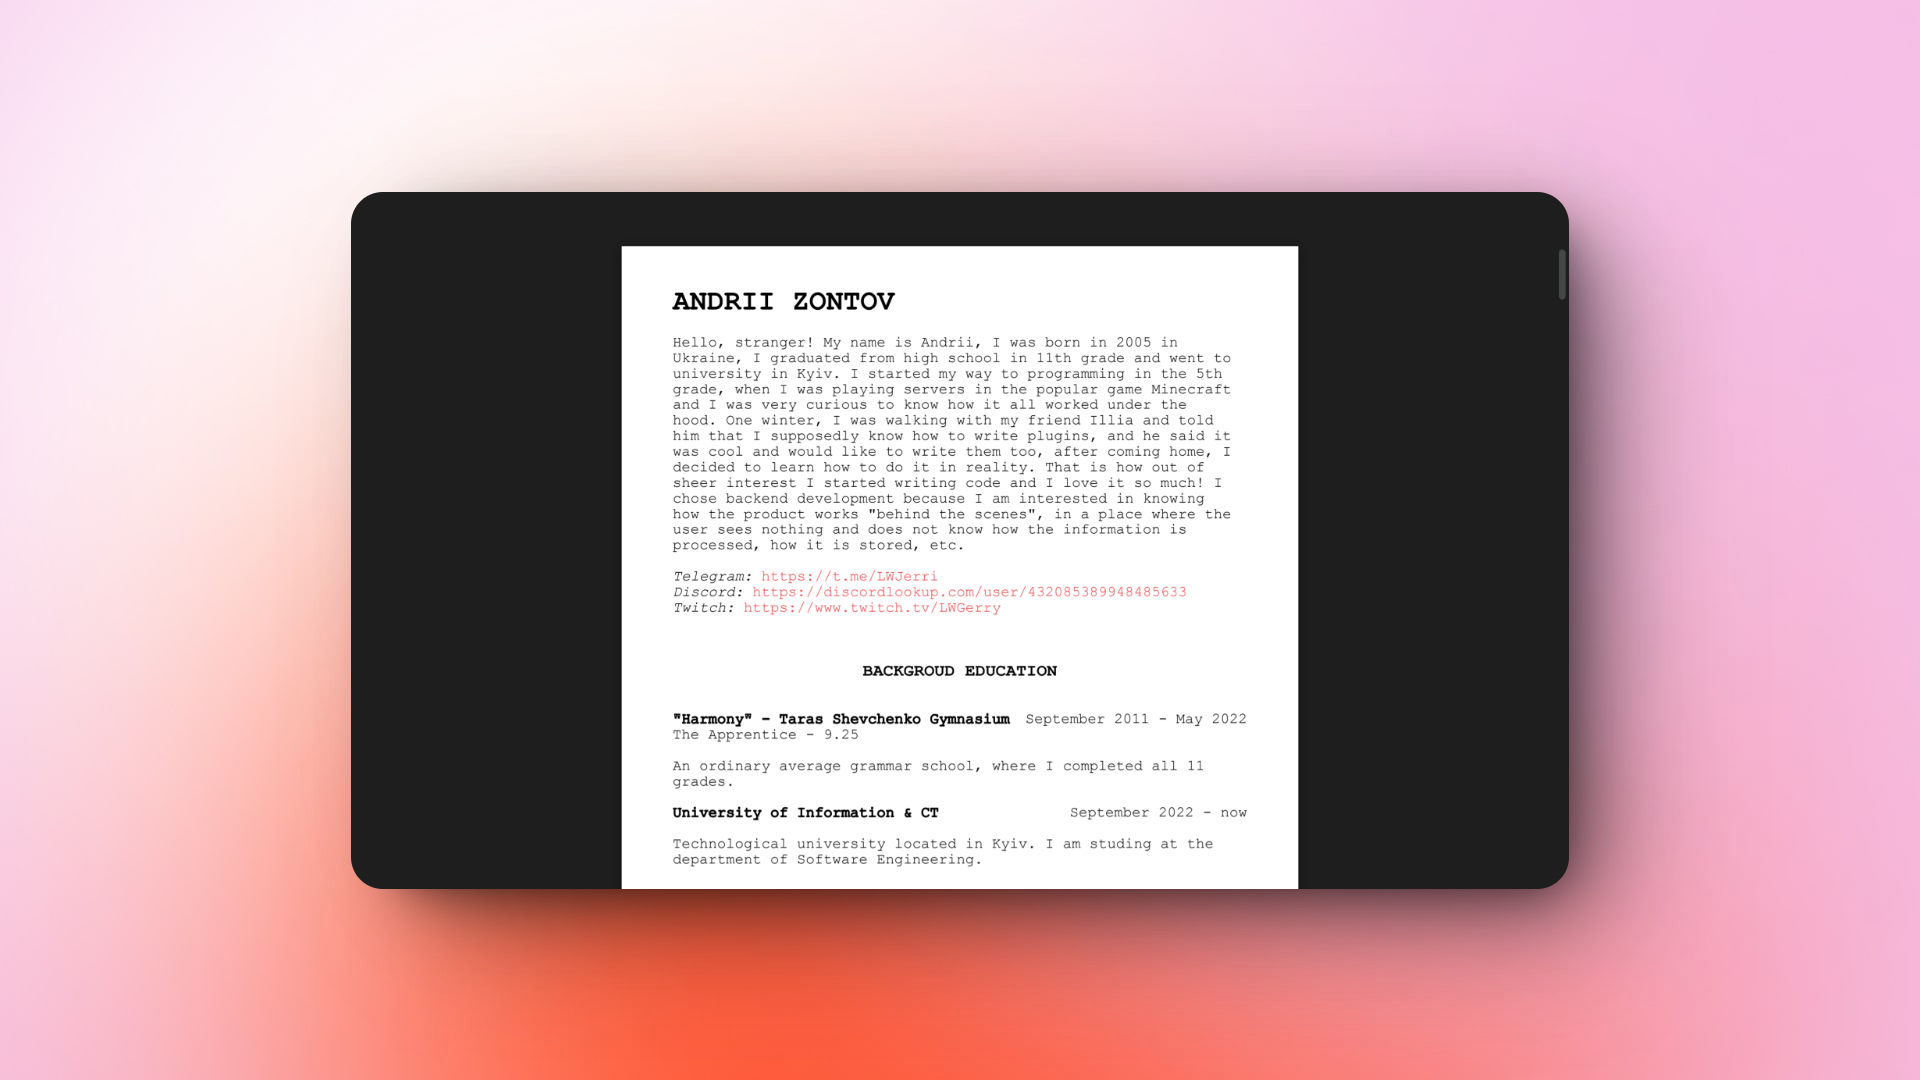 ANDRII ZONTOV
Hello, stranger! My name is Andrii, I was born in 2005 in
Ukraine, I graduated from high school in 11th grade and went to
university in Kyiv. I started my way to programming in the 5th
grade, when I was playing servers in the popular game Minecraft
and I was very curious to know how it all worked under the
hood. One winter, I was walking with my friend Illia and told
him that I supposedly know how to write plugins, and he said it
was cool and would like to write them too, after coming home, I
decided to learn how to do it in reality. That is how out of
sheer interest I started writing code and I love it so much! I
chose backend development because I am interested in knowing
how the product works "behind the scenes", in a place where the
user sees nothing and does not know how the information is
processed, how it is stored, etc.
Telegram: https://t.me/LWJerri
Discord: https://discordlookup.com/user/432085389948485633
Twitch: https://www.twitch.tv/LWGerry
BACKGROUD EDUCATION
"Harmony" - Taras Shevchenko Gymnasium September 2011 - May 2022
The Apprentice - 9.25
An ordinary average grammar school, where I completed all 11
grades.
University of Information & CT September 2022 - now
Technological university located in Kyiv. I am studing at the
department of Software Engineering.